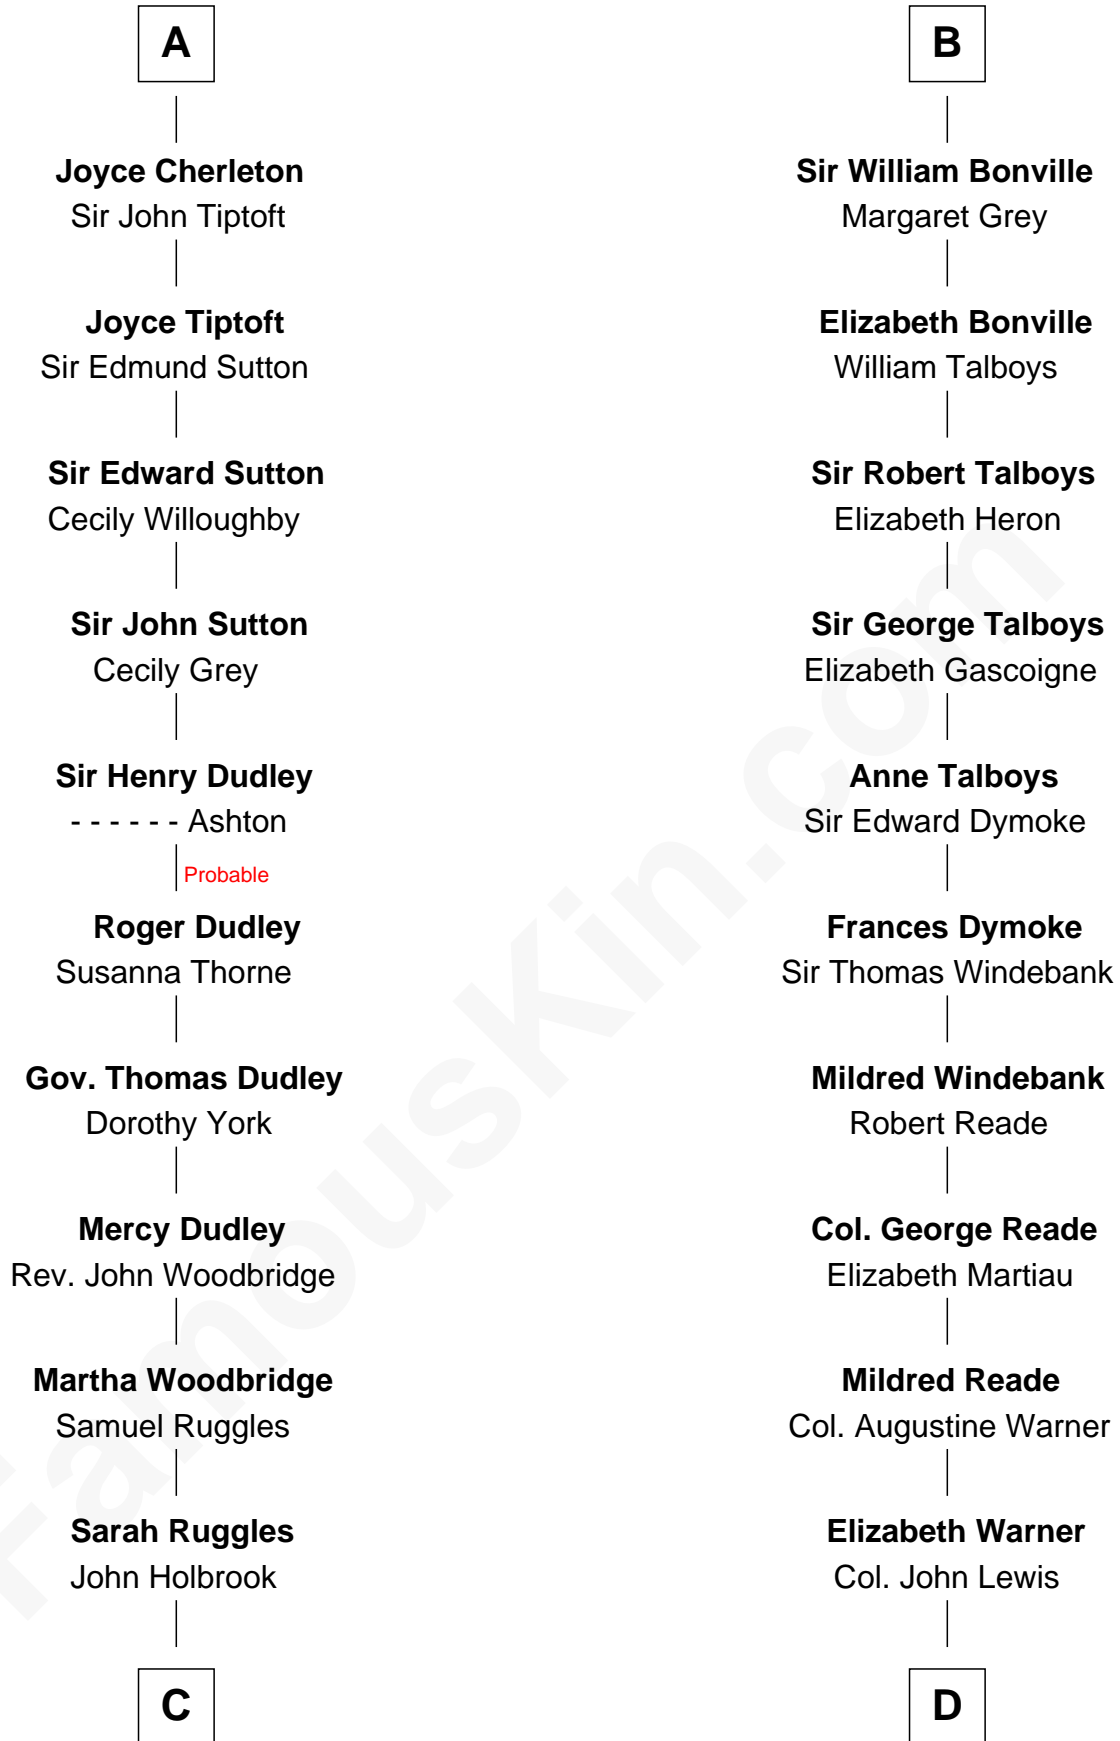 A
Joyce Cherleton
Sir John Tiptoft
Joyce Tiptoft
Sir Edmund Sutton
Sir Edward Sutton
Cecily Willoughby
Sir John Sutton
Cecily Grey
Sir Henry Dudley
- - - - - - Ashton
Probable
Roger Dudley
Susanna Thorne
Gov. Thomas Dudley
Dorothy York
Mercy Dudley
Rev. John Woodbridge
Martha Woodbridge
Samuel Ruggles
Sarah Ruggles
John Holbrook
C
B
Sir William Bonville
Margaret Grey
Elizabeth Bonville
William Talboys
Sir Robert Talboys
Elizabeth Heron
Sir George Talboys
Elizabeth Gascoigne
Anne Talboys
Sir Edward Dymoke
Frances Dymoke
Sir Thomas Windebank
Mildred Windebank
Robert Reade
Col. George Reade
Elizabeth Martiau
Mildred Reade
Col. Augustine Warner
Elizabeth Warner
Col. John Lewis
D
FamousKin.com